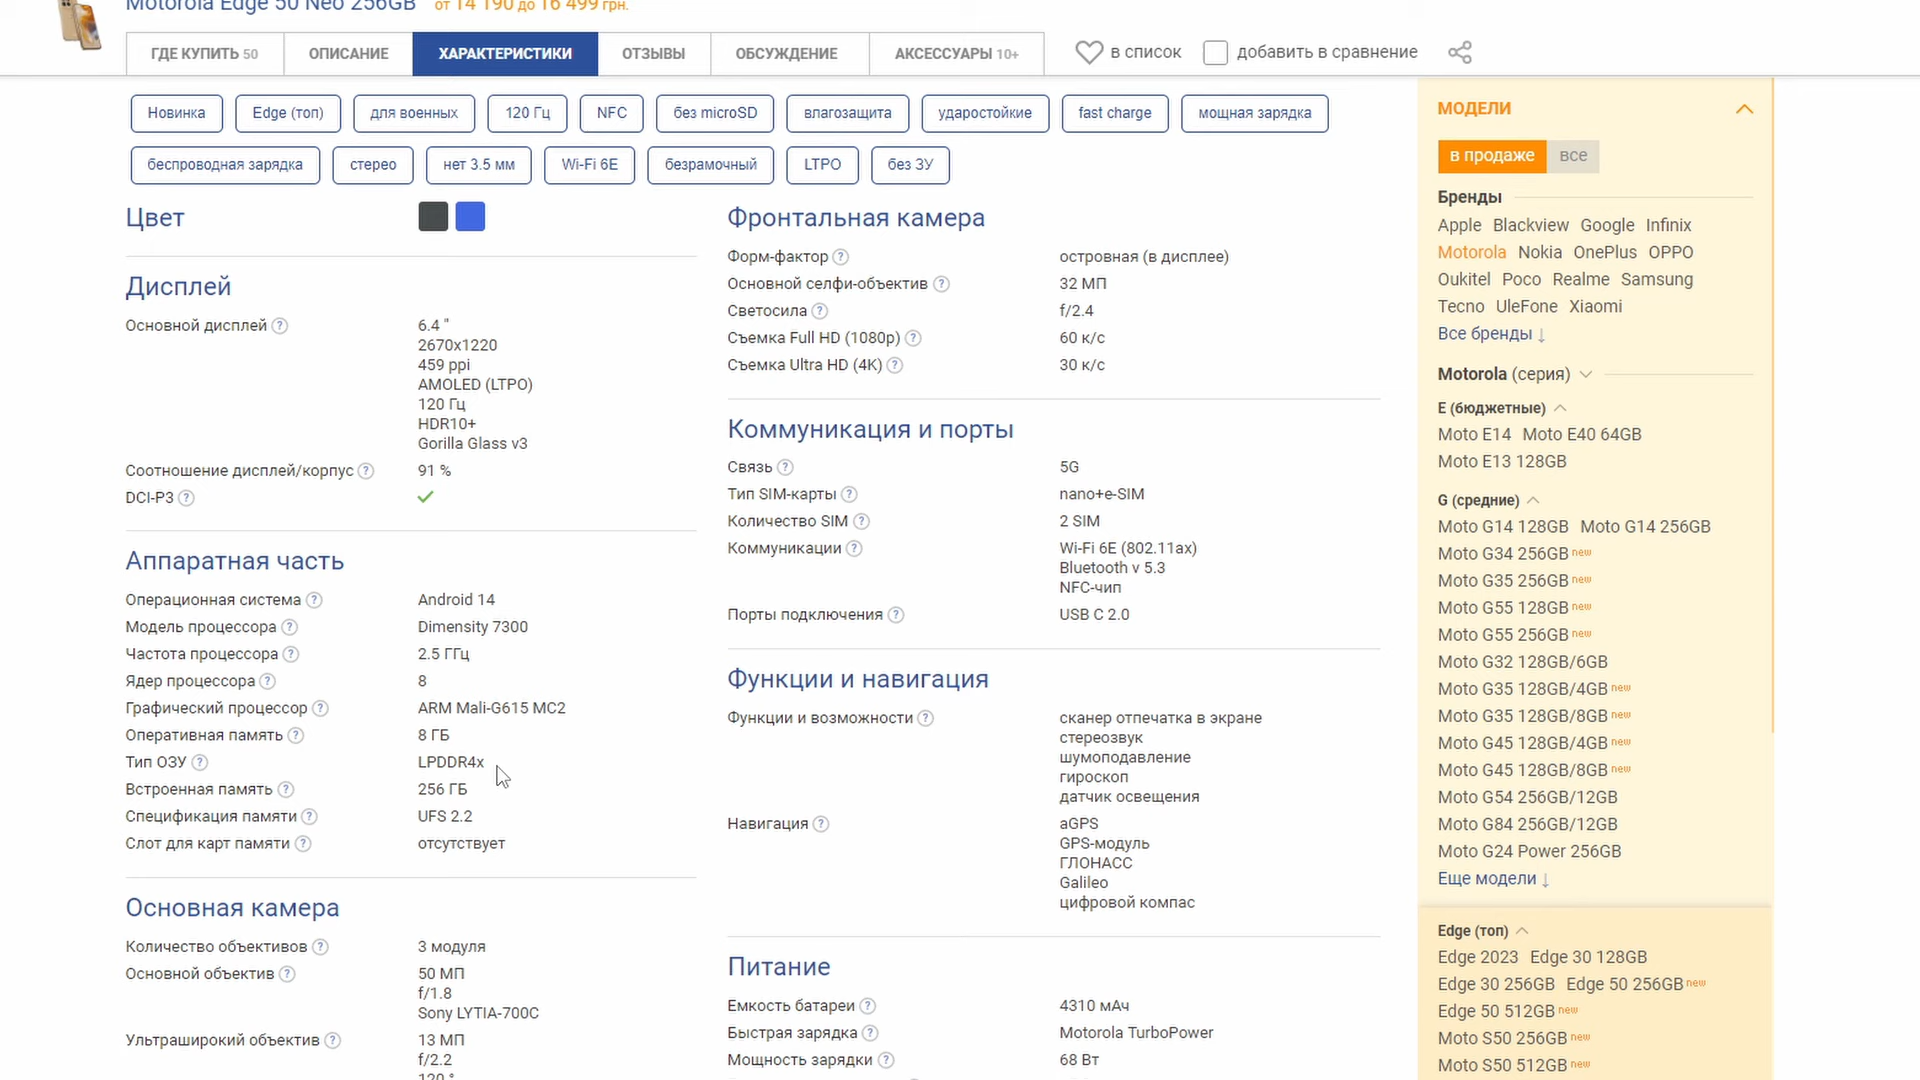 Motorola Edge 50 Neo 256GB от 14 190 до 16 499 грн.
ГДЕ КУПИТЬ 50 ОПИСАНИЕ ХАРАКТЕРИСТИКИ ОТЗЫВЫ ОБСУЖДЕНИЕ АКСЕССУАРЫ 10+ в список добавить в сравнение
Новинка Edge (топ) для военных 120 Гц NFC без microSD влагозащита ударостойкие fast charge мощная зарядка
беспроводная зарядка стерео нет 3.5 мм Wi-Fi 6E безрамочный LTPO без ЗУ
Цвет
Дисплей
Основной дисплей ? 6.4 "
2670x1220
459 ppi
AMOLED (LTPO)
120 Гц
HDR10+
Gorilla Glass v3
Соотношение дисплей/корпус ? 91 %
DCI-P3 ?
Аппаратная часть
Операционная система ? Android 14
Модель процессора ? Dimensity 7300
Частота процессора ? 2.5 ГГц
Ядер процессора ? 8
Графический процессор ? ARM Mali-G615 MC2
Оперативная память ? 8 ГБ
Тип ОЗУ ? LPDDR4x
Встроенная память ? 256 ГБ
Спецификация памяти ? UFS 2.2
Слот для карт памяти ? отсутствует
Основная камера
Количество объективов ? 3 модуля
Основной объектив ? 50 МП
f/1.8
Sony LYTIA-700C
Ультраширокий объектив ? 13 МП
f/2.2
120 °
Фронтальная камера
Форм-фактор ? островная (в дисплее)
Основной селфи-объектив ? 32 МП
Светосила ? f/2.4
Съемка Full HD (1080p) ? 60 к/с
Съемка Ultra HD (4K) ? 30 к/с
Коммуникация и порты
Связь ? 5G
Тип SIM-карты ? nano+e-SIM
Количество SIM ? 2 SIM
Коммуникации ? Wi-Fi 6E (802.11ax)
Bluetooth v 5.3
NFC-чип
Порты подключения ? USB C 2.0
Функции и навигация
Функции и возможности ? сканер отпечатка в экране
стереозвук
шумоподавление
гироскоп
датчик освещения
Навигация ? aGPS
GPS-модуль
ГЛОНАСС
Galileo
цифровой компас
Питание
Емкость батареи ? 4310 мАч
Быстрая зарядка ? Motorola TurboPower
Мощность зарядки ? 68 Вт
МОДЕЛИ
в продаже все
Бренды
Apple Blackview Google Infinix
Motorola Nokia OnePlus OPPO
Oukitel Poco Realme Samsung
Tecno UleFone Xiaomi
Все бренды ↓
Motorola (серия)
E (бюджетные)
Moto E14 Moto E40 64GB
Moto E13 128GB
G (средние)
Moto G14 128GB Moto G14 256GB
Moto G34 256GB new
Moto G35 256GB new
Moto G55 128GB new
Moto G55 256GB new
Moto G32 128GB/6GB
Moto G35 128GB/4GB new
Moto G35 128GB/8GB new
Moto G45 128GB/4GB new
Moto G45 128GB/8GB new
Moto G54 256GB/12GB
Moto G84 256GB/12GB
Moto G24 Power 256GB
Еще модели ↓
Edge (топ)
Edge 2023 Edge 30 128GB
Edge 30 256GB Edge 50 256GB new
Edge 50 512GB new
Moto S50 256GB new
Moto S50 512GB new